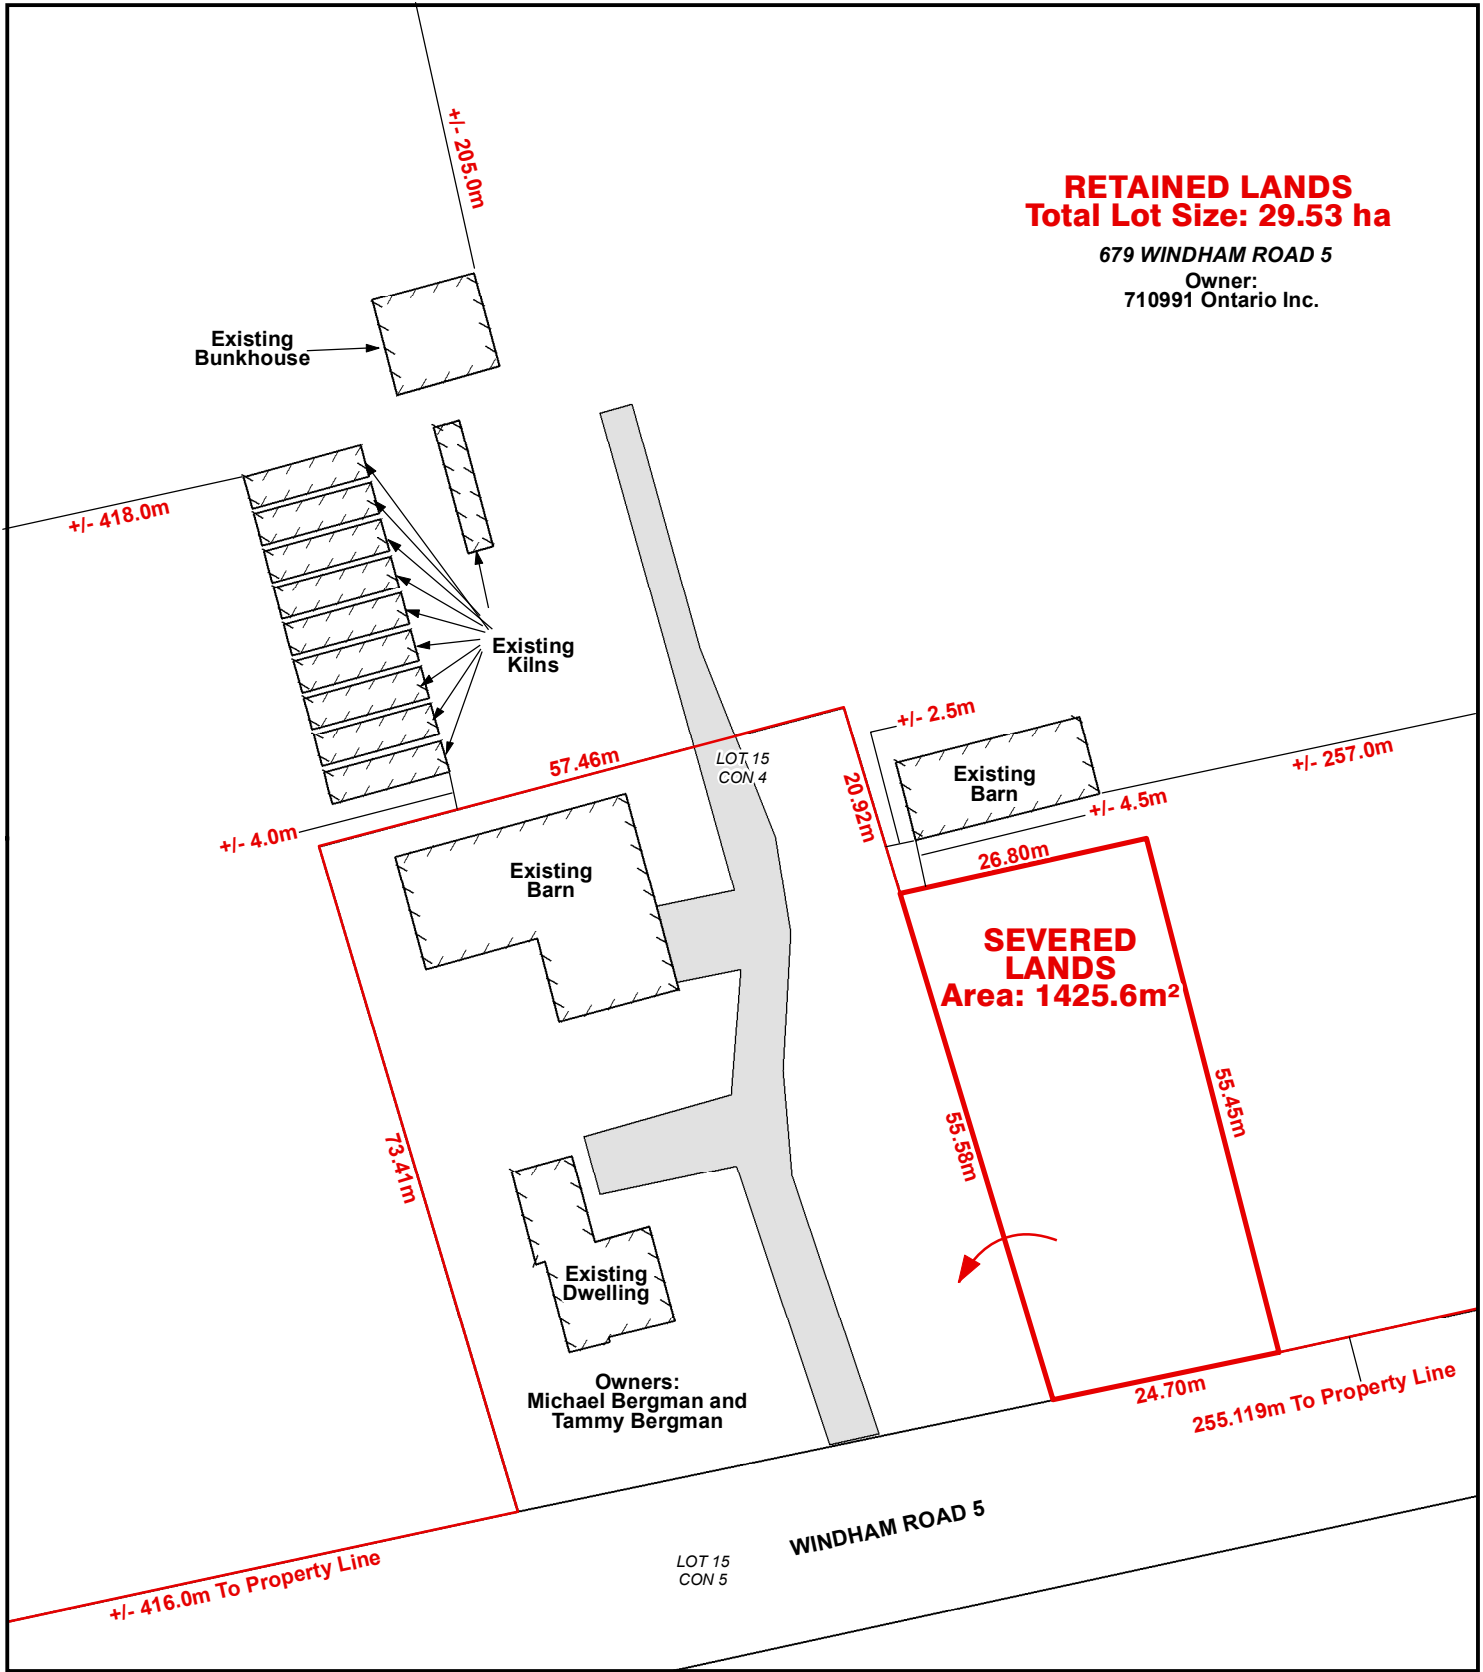 +/- 205.0m
RETAINED LANDS
Total Lot Size: 29.53 ha
679 WINDHAM ROAD 5
Owner:
710991 Ontario Inc.
Existing
Bunkhouse
+/- 418.0m
Existing
Kilns
+/- 2.5m
57.46m
LOT 15
CON 4
20.92m
Existing
Barn
+/- 257.0m
+/- 4.5m
+/- 4.0m
26.80m
Existing
Barn
SEVERED
LANDS
Area: 1425.6m²
73.41m
55.58m
55.45m
Existing
Dwelling
Owners:
Michael Bergman and
Tammy Bergman
24.70m
255.119m To Property Line
WINDHAM ROAD 5
+/- 416.0m To Property Line
LOT 15
CON 5